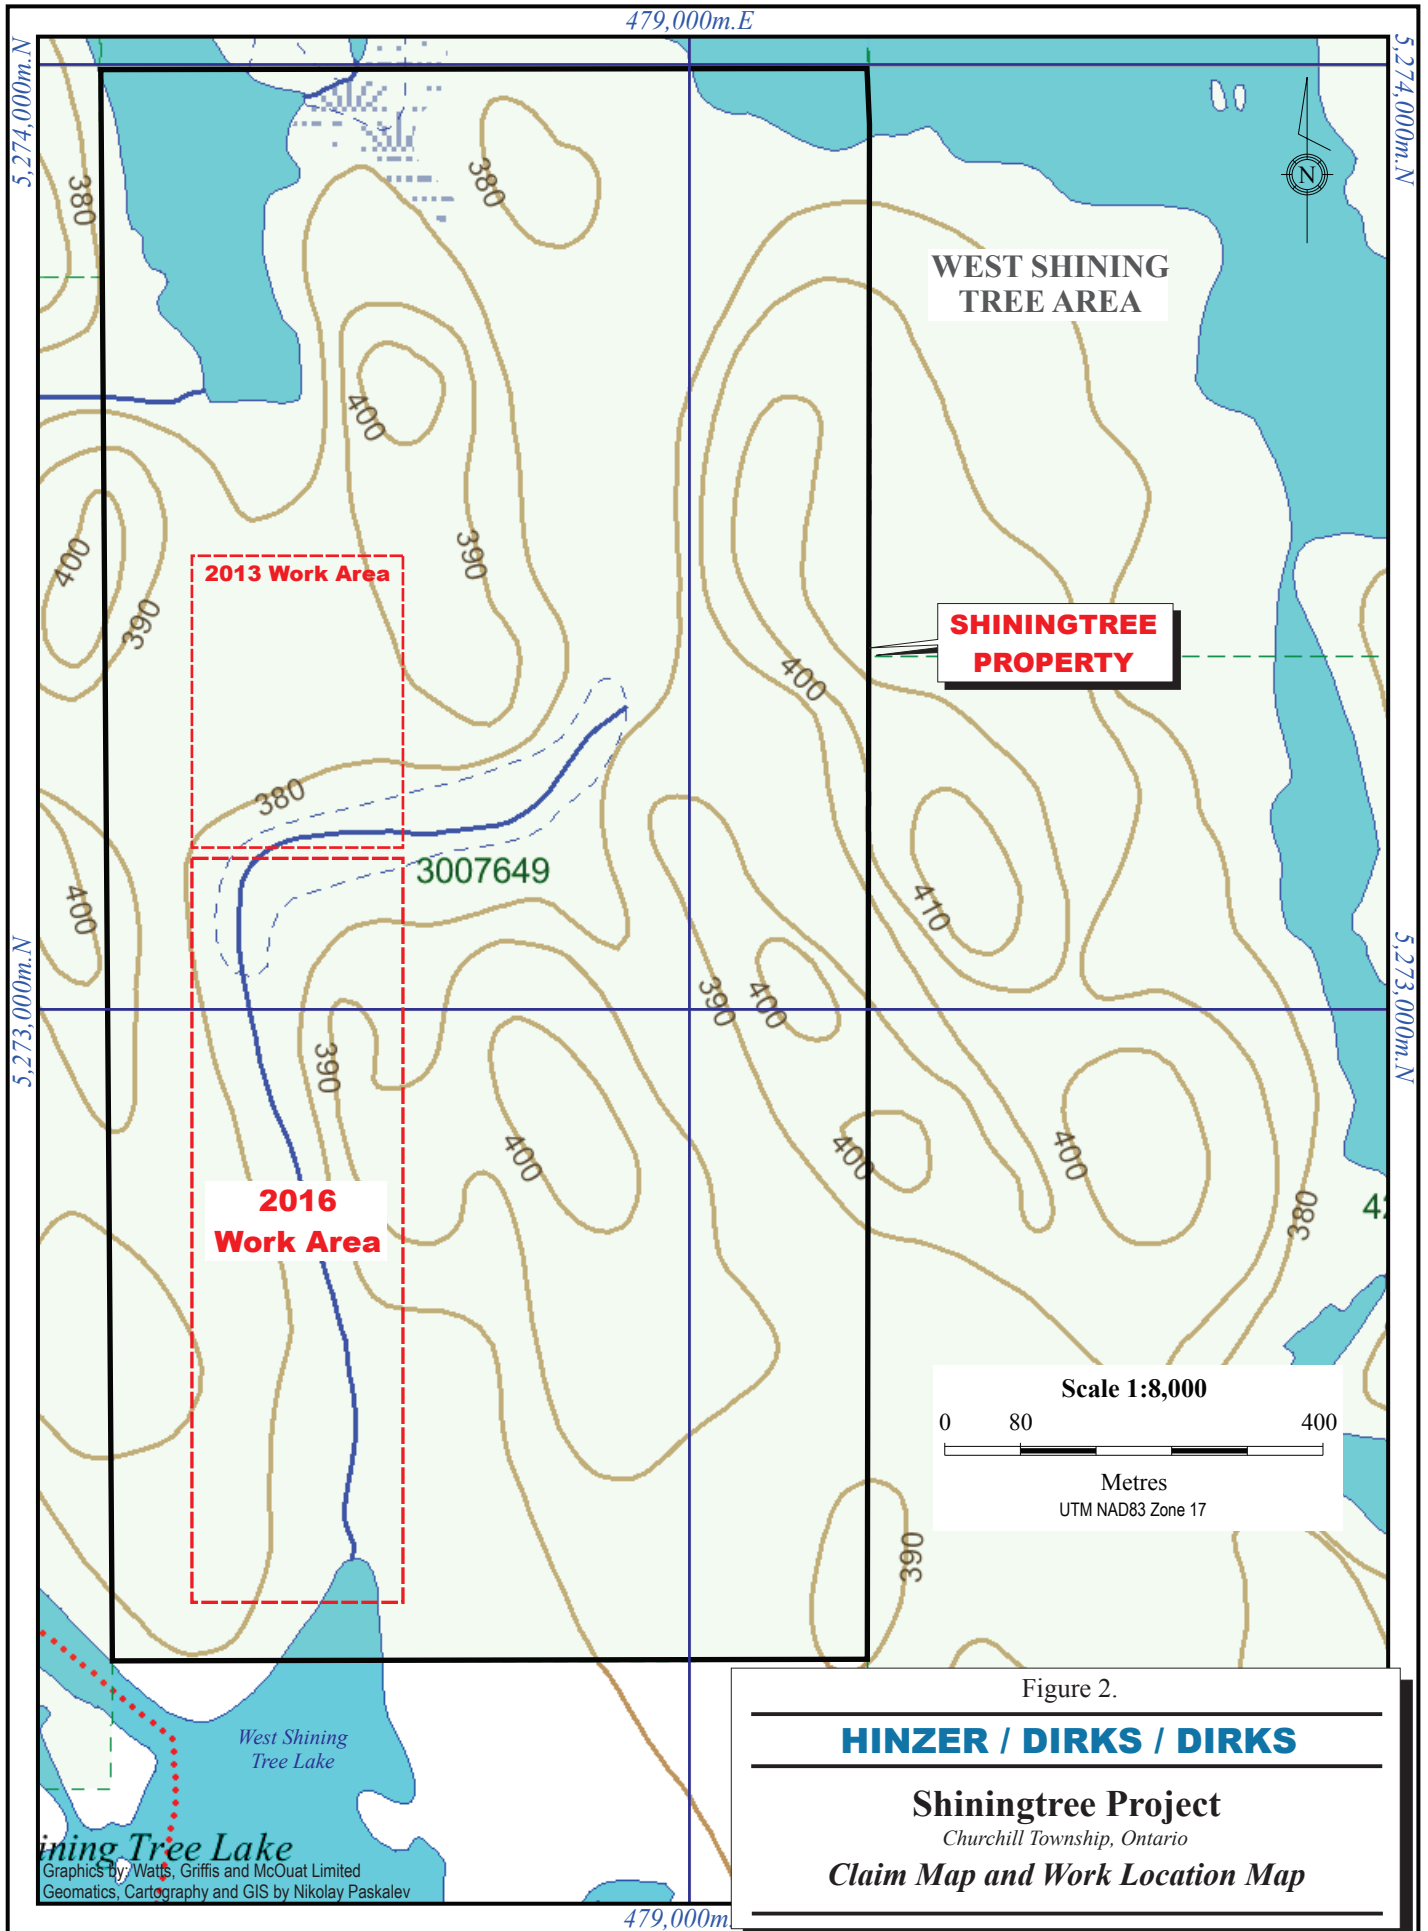 479,000m.E
5,274,000m.N
5,274,000m.N
380
380
N
WEST SHINING
TREE AREA
400
390
400
390
2013 Work Area
SHININGTREE
PROPERTY
400
380
3007649
400
410
5,273,000m.N
5,273,000m.N
390
400
390
400
400
400
380
2016
Work Area
Scale 1:8,000
0 80 400
Metres
UTM NAD83 Zone 17
390
West Shining
Tree Lake
ining Tree Lake
Graphics by: Watts, Griffis and McOuat Limited
Geomatics, Cartography and GIS by Nikolay Paskalev
479,000m.
Figure 2.
HINZER / DIRKS / DIRKS
Shiningtree Project
Churchill Township, Ontario
Claim Map and Work Location Map